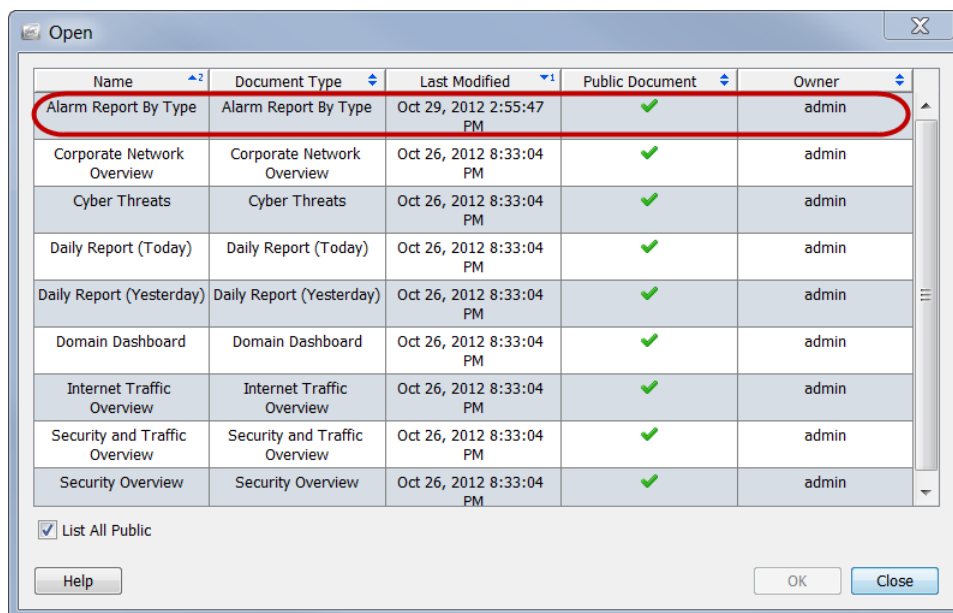 Open
Name 2 Document Type Last Modified 1 Public Document Owner
Alarm Report By Type Alarm Report By Type Oct 29, 2012 2:55:47 admin
PM
Corporate Network Corporate Network Oct 26, 2012 8:33:04 admin
Overview Overview PM
Cyber Threats Cyber Threats Oct 26, 2012 8:33:04 admin
PM
Daily Report (Today) Daily Report (Today) Oct 26, 2012 8:33:04 admin
PM
Daily Report (Yesterday) Daily Report (Yesterday) Oct 26, 2012 8:33:04 admin
PM
Domain Dashboard Domain Dashboard Oct 26, 2012 8:33:04 admin
PM
Internet Traffic Internet Traffic Oct 26, 2012 8:33:04 admin
Overview Overview PM
Security and Traffic Security and Traffic Oct 26, 2012 8:33:04 admin
Overview Overview PM
Security Overview Security Overview Oct 26, 2012 8:33:04 admin
PM
List All Public
Help OK Close